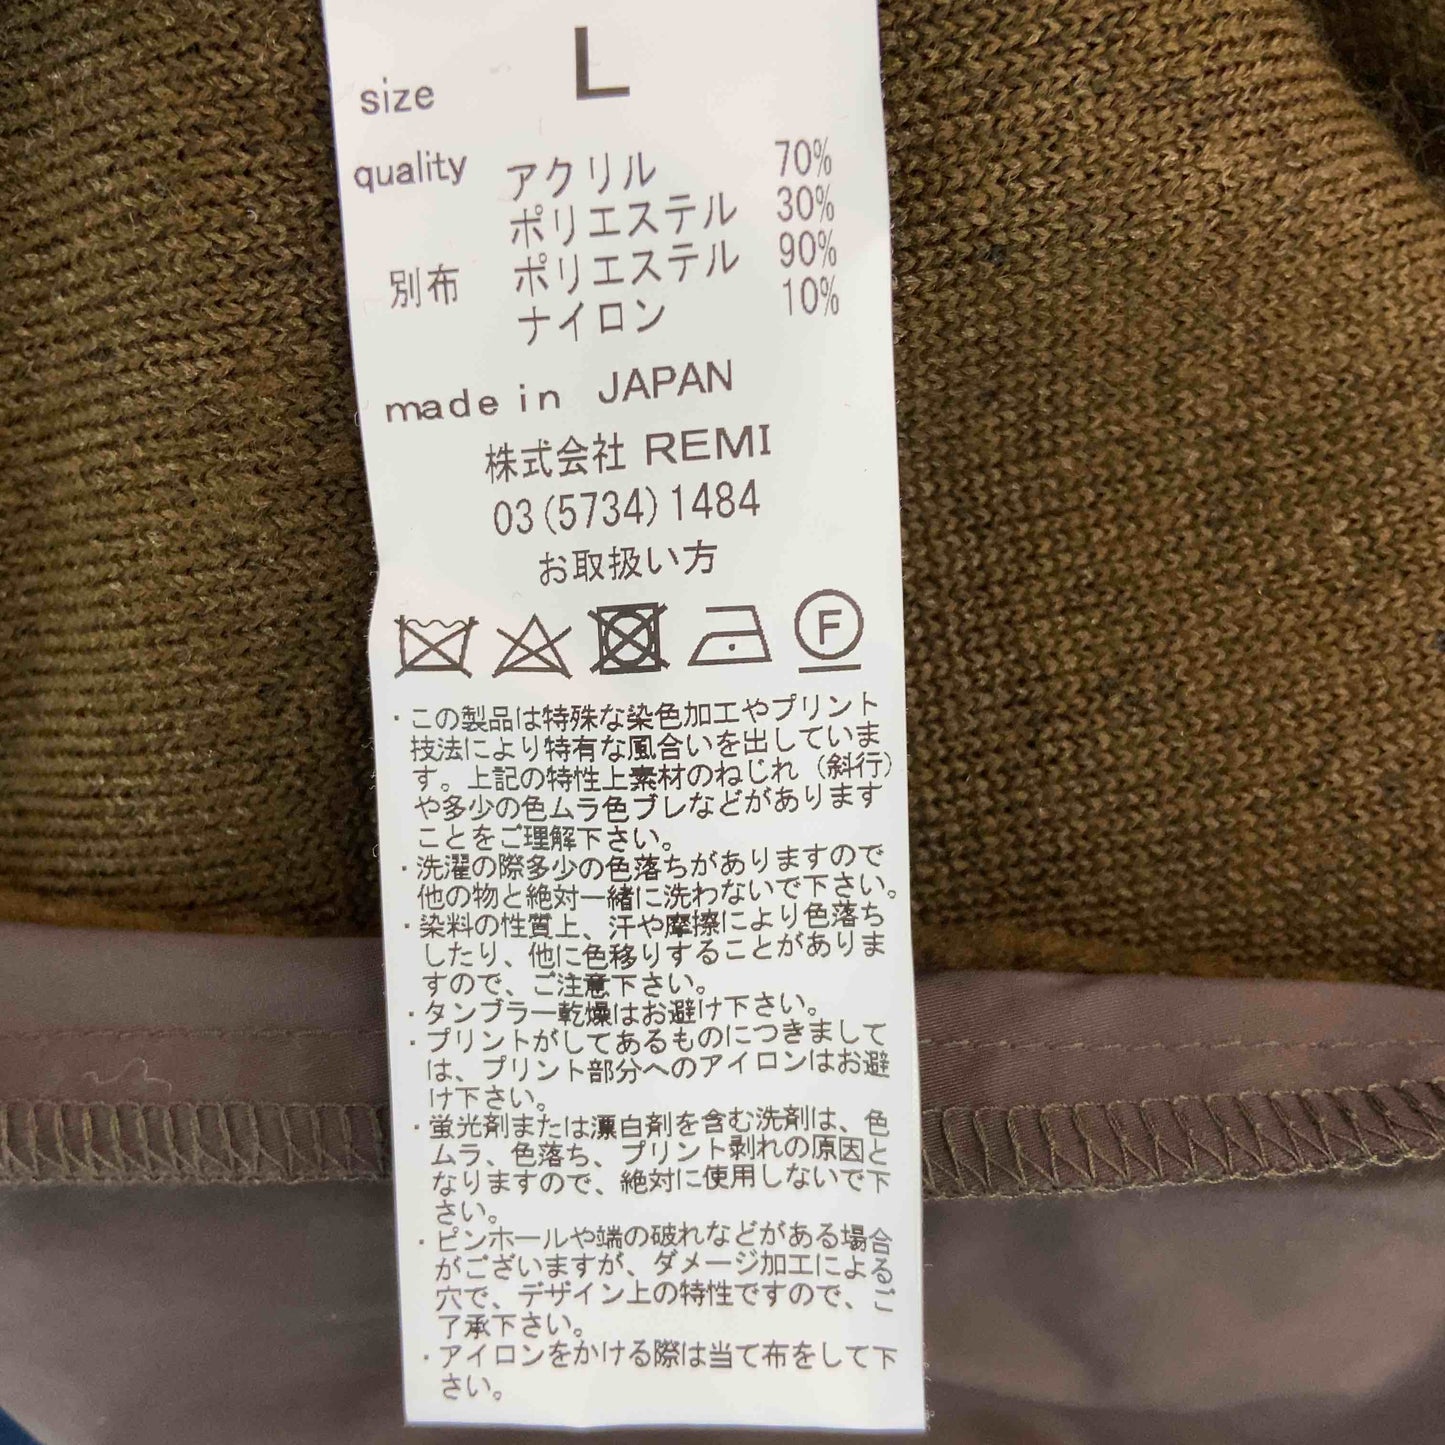 size L
quality アクリル 70%
ポリエステル 30%
別布 ポリエステル 90%
ナイロン 10%
made in JAPAN
株式会社 REMI
03(5734)1484
お取扱い方
F
・この製品は特殊な染色加工やプリント
技法により特有な風合いを出していま
す。上記の特性上素材のねじれ(斜行)
や多少の色ムラ色ブレなどがあります
ことをご理解下さい。
・洗濯の際多少の色落ちがありますので
他の物と絶対一緒に洗わないで下さい。
・染料の性質上、汗や摩擦により色落ち
したり、他に色移りすることがありま
すので、ご注意下さい。
・タンブラー乾燥はお避け下さい。
・プリントがしてあるものにつきまして
は、プリント部分へのアイロンはお避
け下さい。
・蛍光剤または漂白剤を含む洗剤は、色
ムラ、色落ち、プリント剥れの原因と
なりますので、絶対に使用しないで下
さい。
・ピンホールや端の破れなどがある場合
がございますが、ダメージ加工による
穴で、デザイン上の特性ですので、ご
了承下さい。
・アイロンをかける際は当て布をして下
さい。